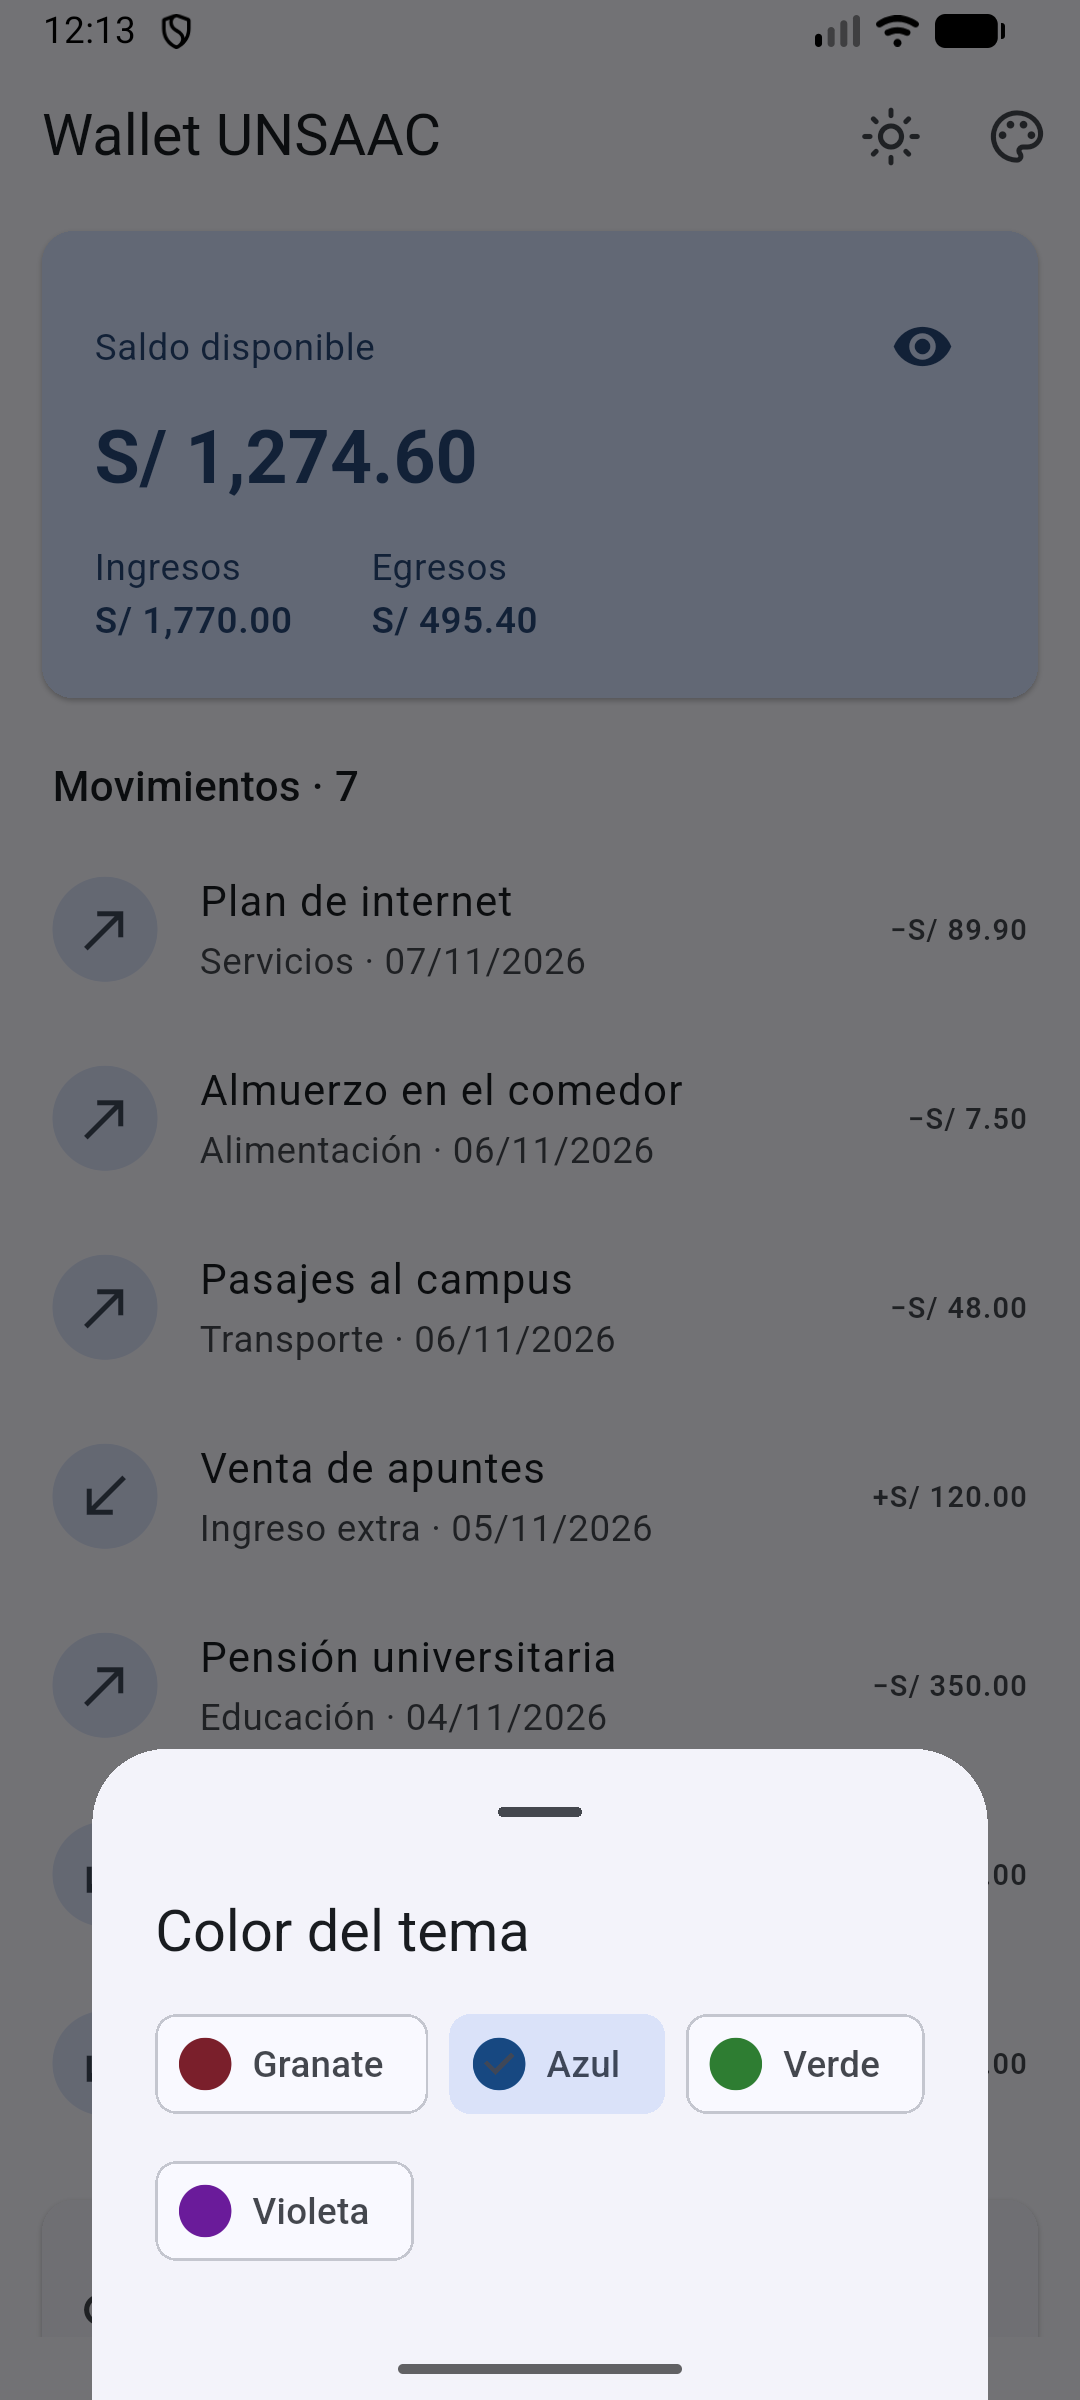 12:13
Wallet UNSAAC
Saldo disponible
S/ 1,274.60
Ingresos Egresos
S/ 1,770.00 S/ 495.40
Movimientos · 7
Plan de internet
−S/ 89.90
Servicios · 07/11/2026
Almuerzo en el comedor
−S/ 7.50
Alimentación · 06/11/2026
Pasajes al campus
−S/ 48.00
Transporte · 06/11/2026
Venta de apuntes
+S/ 120.00
Ingreso extra · 05/11/2026
Pensión universitaria
−S/ 350.00
Educación · 04/11/2026
.00
Color del tema
Granate Azul Verde
.00
Violeta